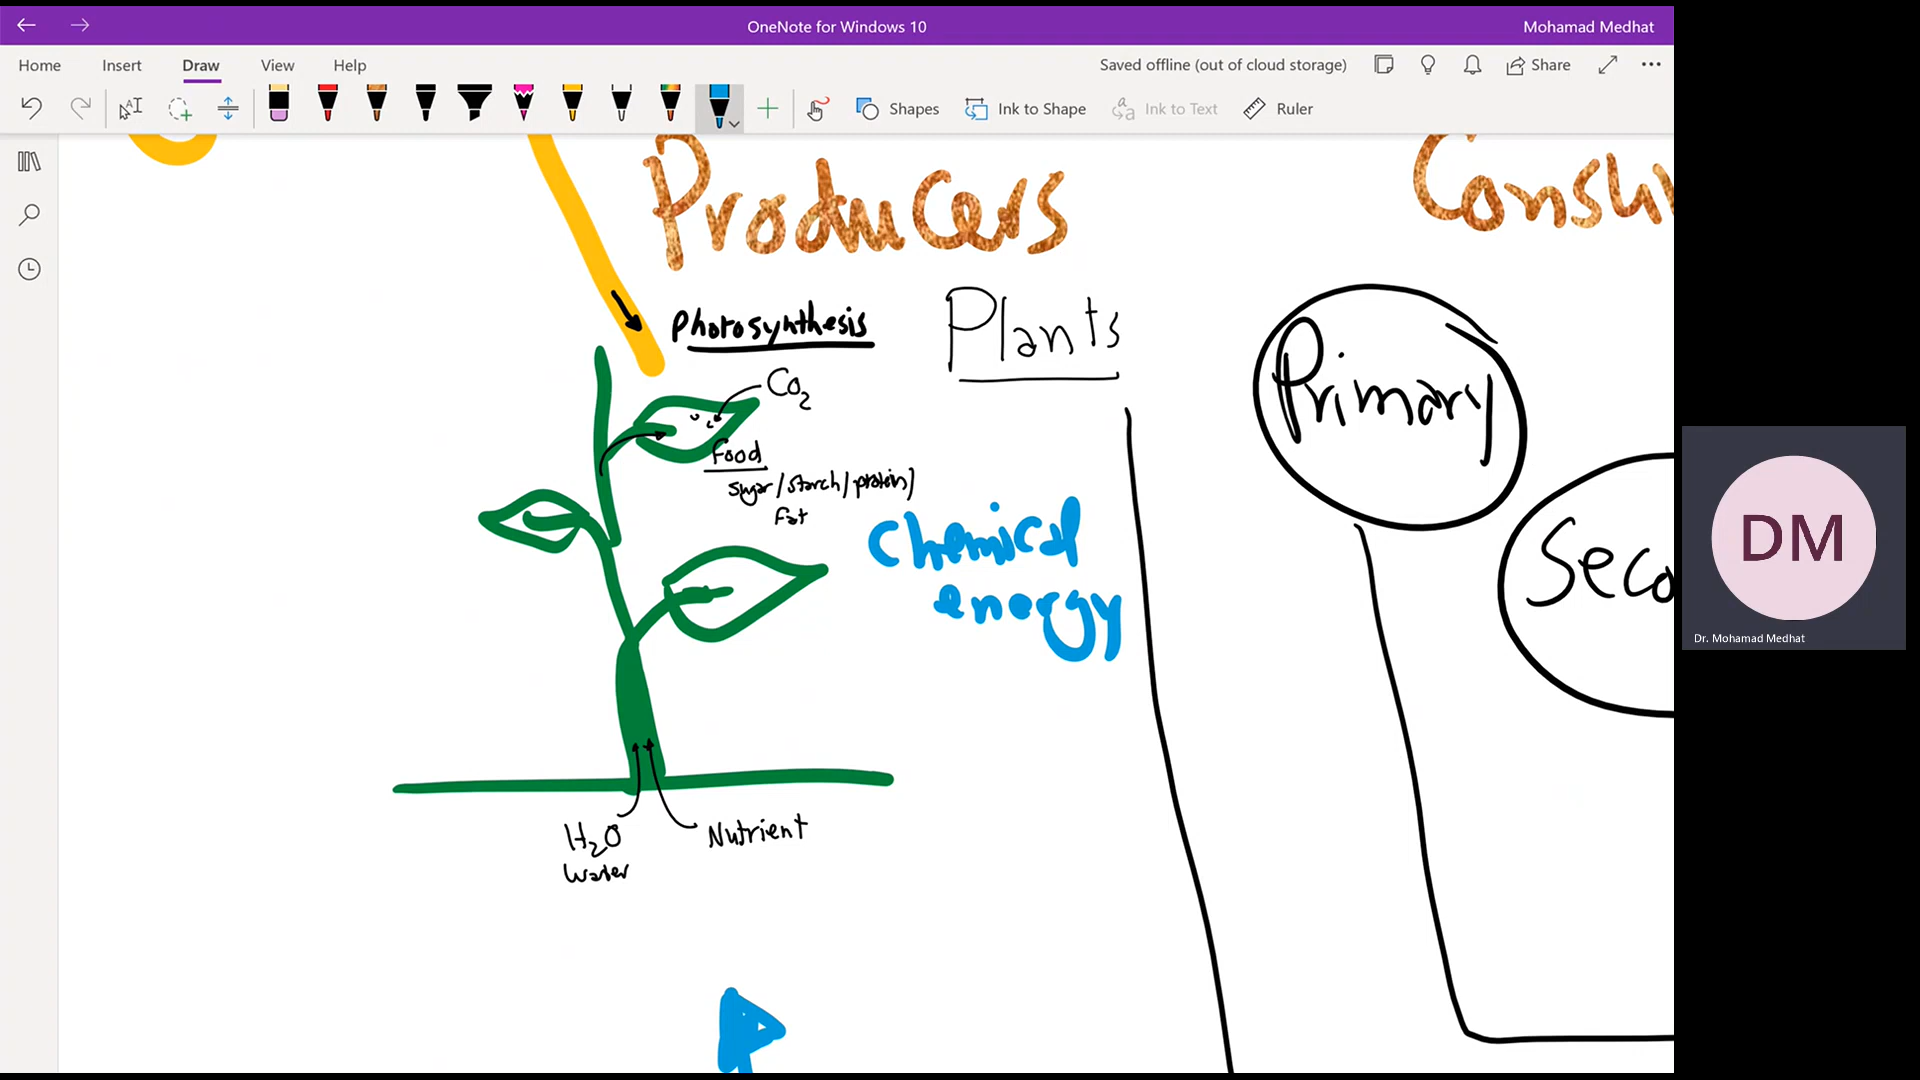 OneNote for Windows 10
Mohamad Medhat
Home Insert Draw View Help
Saved offline (out of cloud storage)
Share
Shapes
Ink to Shape
Ink to Text
Ruler
Producers
Consu
Photosynthesis
Plants
CO2
Food
sugar/starch/protein/
Fat
Chemical
energy
Primary
Seco
H2O
Water
Nutrient
DM
Dr. Mohamad Medhat